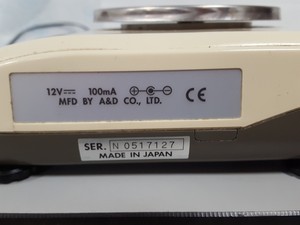 12V⎓ 100mA ⊕-●-⊖ CE
MFD BY A&D CO., LTD.
SER. N 0517127
MADE IN JAPAN